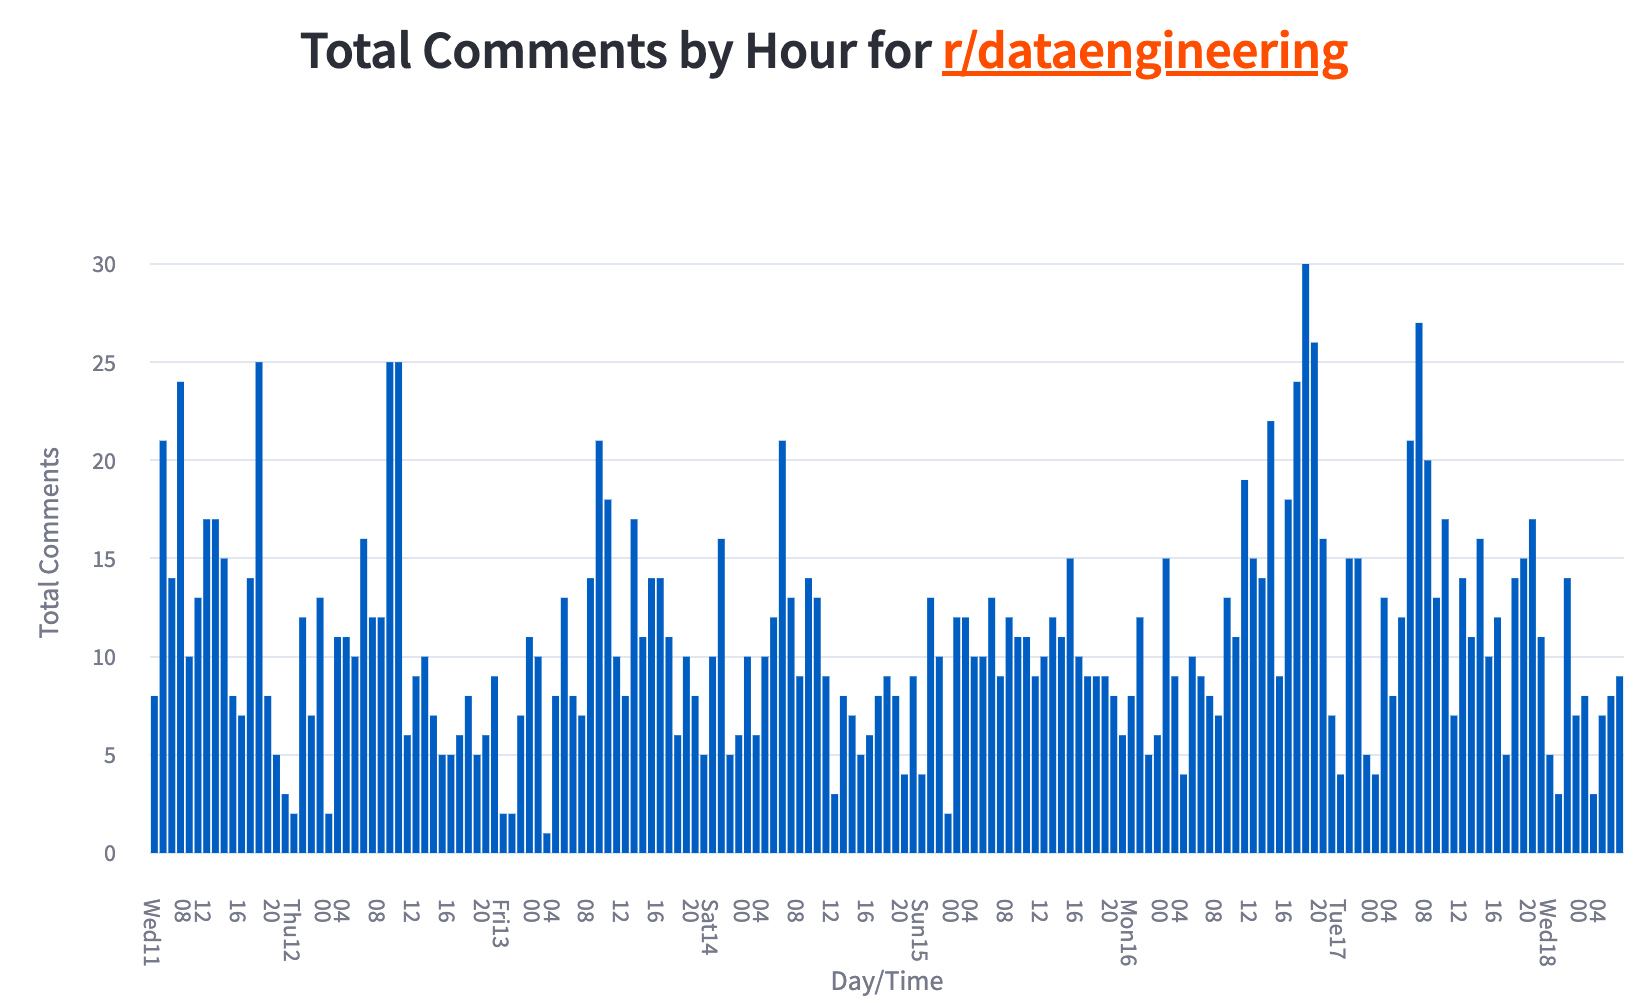 Total Comments by Hour for r/dataengineering
30
25
20
15
10
5
0
Total Comments
Wed11 08 12 16 20 Thu12 00 04 08 12 16 20 Fri13 00 04 08 12 16 20 Sat14 00 04 08 12 16 20 Sun15 00 04 08 12 16 20 Mon16 00 04 08 12 16 20 Tue17 00 04 08 12 16 20 Wed18 00 04
Day/Time